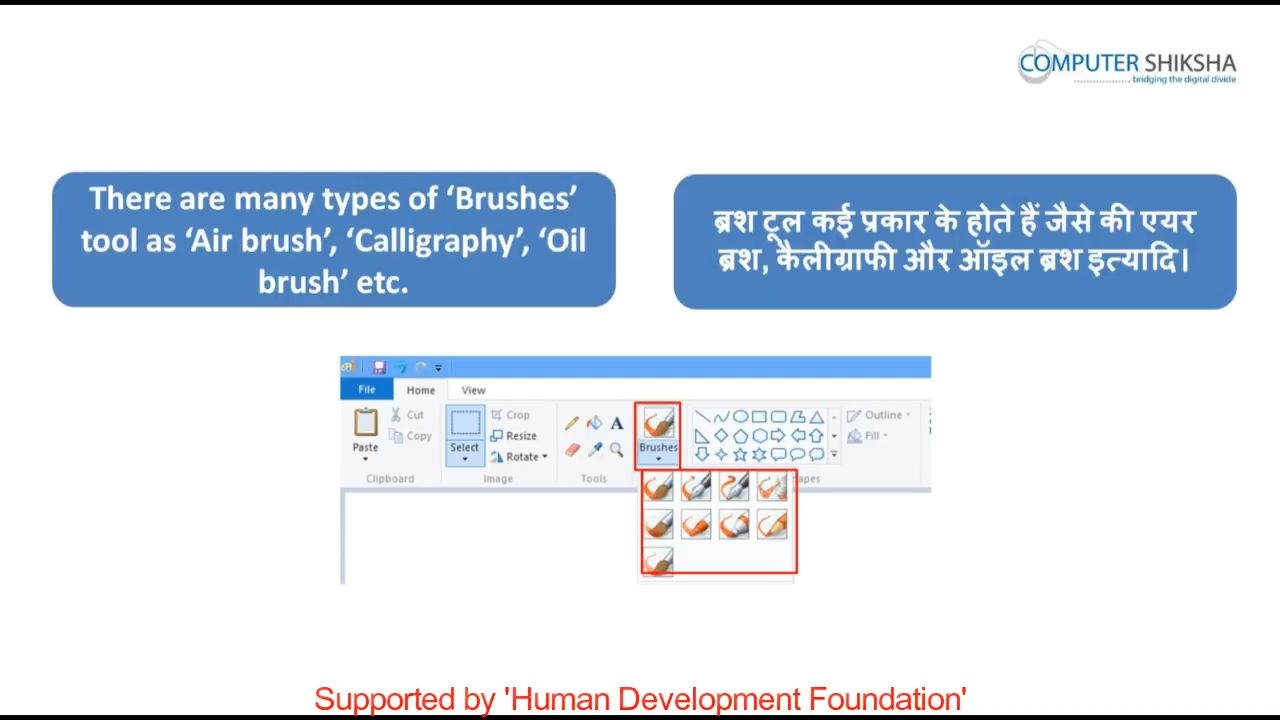 COMPUTER SHIKSHA
bridging the digital divide
There are many types of ‘Brushes’
tool as ‘Air brush’, ‘Calligraphy’, ‘Oil
brush’ etc.
ब्रश टूल कई प्रकार के होते हैं जैसे की एयर
ब्रश, कैलीग्राफी और ऑइल ब्रश इत्यादि।
File Home View
Cut
Copy
Paste
Clipboard
Select
Crop
Resize
Rotate
Image
A
Tools
Brushes
Outline
Fill
apes
Supported by 'Human Development Foundation'